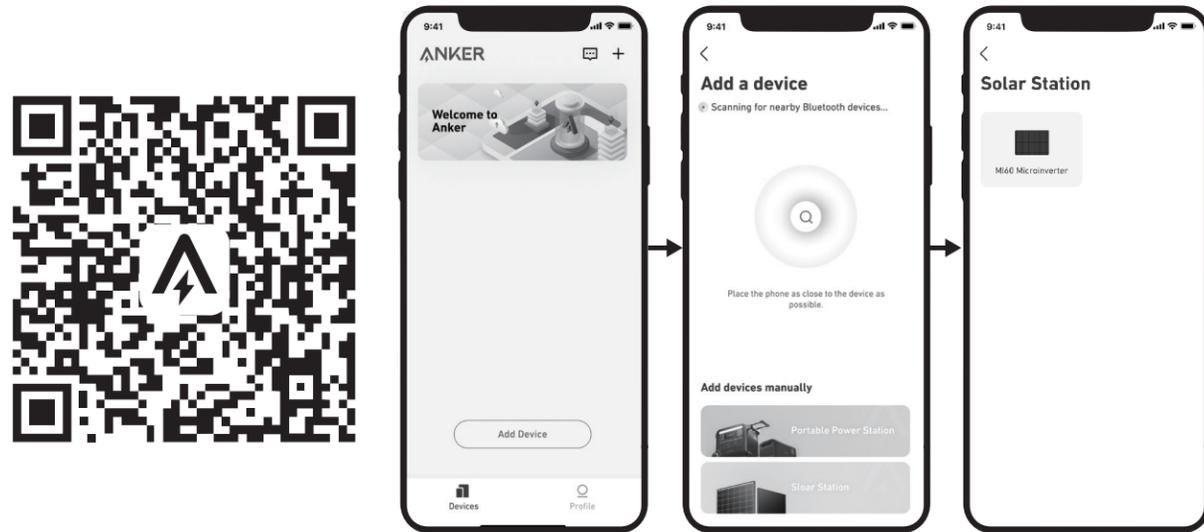 9:41
ANKER
Welcome to
Anker
Add Device
Devices
Profile
9:41
Add a device
Scanning for nearby Bluetooth devices...
Place the phone as close to the device as
possible.
Add devices manually
Portable Power Station
Sloar Station
9:41
Solar Station
MI60 Microinverter